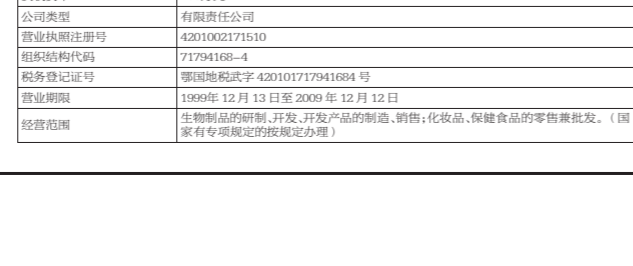 公司类型 有限责任公司
营业执照注册号 4201002171510
组织结构代码 71794168-4
税务登记证号 鄂国地税武字 420101717941684 号
营业期限 1999年 12 月 13 日至 2009 年 12 月 12 日
经营范围 生物制品的研制、开发、开发产品的制造、销售;化妆品、保健食品的零售兼批发。(国
家有专项规定的按规定办理)